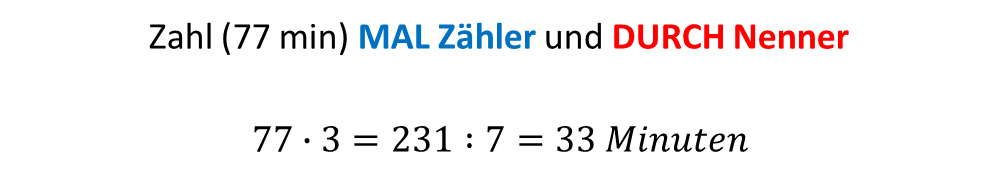 Zahl (77 min) MAL Zähler und DURCH Nenner
77 · 3 = 231 : 7 = 33 Minuten